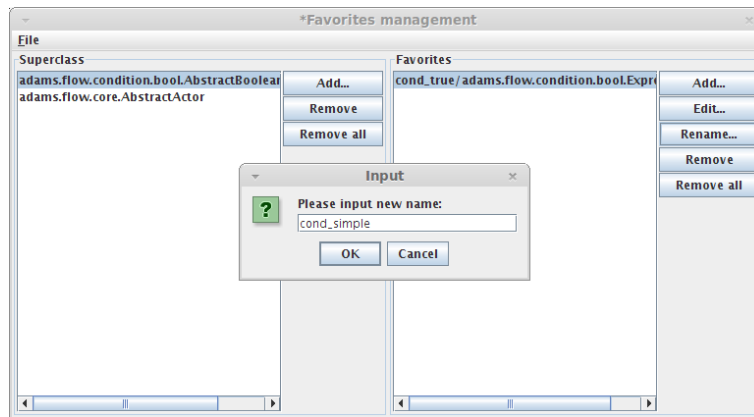 *Favorites management
File
Superclass
adams.flow.condition.bool.AbstractBoolean
adams.flow.core.AbstractActor
Add...
Remove
Remove all
Favorites
cond_true/adams.flow.condition.bool.Expre
Add...
Edit...
Rename...
Remove
Remove all
Input
?
Please input new name:
cond_simple
OK
Cancel